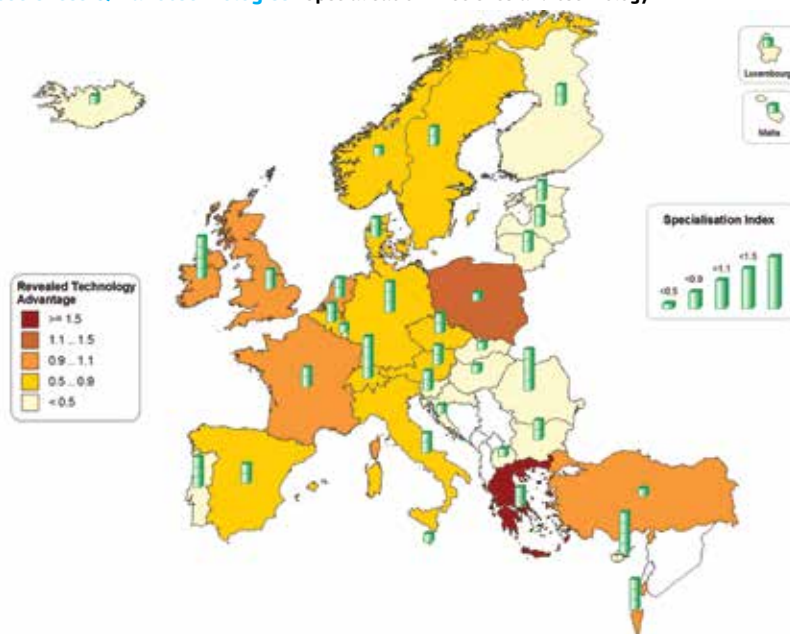 Luxembourg
Malta
Specialisation Index
<0.5
<0.9
<1.1
<1.5
Revealed Technology
Advantage
>= 1.5
1.1 ... 1.5
0.9 ... 1.1
0.5 ... 0.9
< 0.5